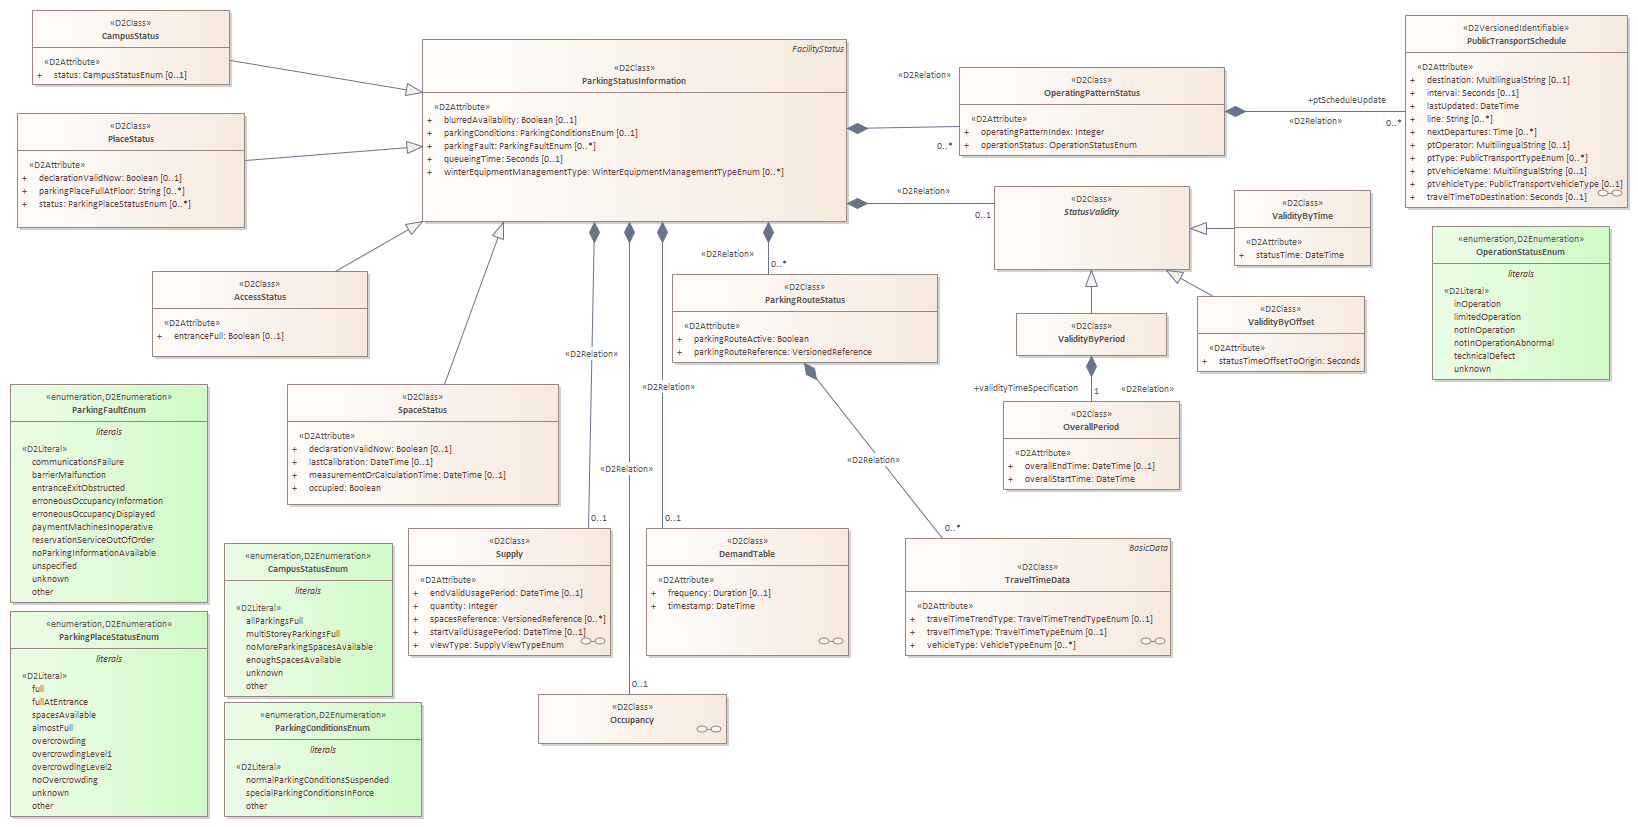 «D2Class»
CampusStatus
«D2Attribute»
+ status: CampusStatusEnum [0..1]
«D2Class»
PlaceStatus
«D2Attribute»
+ declarationValidNow: Boolean [0..1]
+ parkingPlaceFullAtFloor: String [0..*]
+ status: ParkingPlaceStatusEnum [0..*]
FacilityStatus
«D2Class»
ParkingStatusInformation
«D2Attribute»
+ blurredAvailability: Boolean [0..1]
+ parkingConditions: ParkingConditionsEnum [0..1]
+ parkingFault: ParkingFaultEnum [0..*]
+ queueingTime: Seconds [0..1]
+ winterEquipmentManagementType: WinterEquipmentManagementTypeEnum [0..*]
«D2Relation»
0..*
«D2Class»
OperatingPatternStatus
«D2Attribute»
+ operatingPatternIndex: Integer
+ operationStatus: OperationStatusEnum
+ptScheduleUpdate
«D2Relation»
0..*
«D2VersionedIdentifiable»
PublicTransportSchedule
«D2Attribute»
+ destination: MultilingualString [0..1]
+ interval: Seconds [0..1]
+ lastUpdated: DateTime
+ line: String [0..*]
+ nextDepartures: Time [0..*]
+ ptOperator: MultilingualString [0..1]
+ ptType: PublicTransportTypeEnum [0..*]
+ ptVehicleName: MultilingualString [0..1]
+ ptVehicleType: PublicTransportVehicleType [0..1]
+ travelTimeToDestination: Seconds [0..1]
«D2Relation»
0..1
«D2Class»
StatusValidity
«D2Class»
ValidityByTime
«D2Attribute»
+ statusTime: DateTime
«enumeration,D2Enumeration»
OperationStatusEnum
literals
«D2Literal»
inOperation
limitedOperation
notInOperation
notInOperationAbnormal
technicalDefect
unknown
«D2Class»
AccessStatus
«D2Attribute»
+ entranceFull: Boolean [0..1]
«D2Relation»
0..*
«D2Class»
ParkingRouteStatus
«D2Attribute»
+ parkingRouteActive: Boolean
+ parkingRouteReference: VersionedReference
«D2Class»
ValidityByPeriod
«D2Class»
ValidityByOffset
«D2Attribute»
+ statusTimeOffsetToOrigin: Seconds
+validityTimeSpecification
1
«D2Relation»
«D2Class»
OverallPeriod
«D2Attribute»
+ overallEndTime: DateTime [0..1]
+ overallStartTime: DateTime
«D2Relation»
«D2Relation»
«D2Relation»
«D2Relation»
«enumeration,D2Enumeration»
ParkingFaultEnum
literals
«D2Literal»
communicationsFailure
barrierMalfunction
entranceExitObstructed
erroneousOccupancyInformation
erroneousOccupancyDisplayed
paymentMachinesInoperative
reservationServiceOutOfOrder
noParkingInformationAvailable
unspecified
unknown
other
«D2Class»
SpaceStatus
«D2Attribute»
+ declarationValidNow: Boolean [0..1]
+ lastCalibration: DateTime [0..1]
+ measurementOrCalculationTime: DateTime [0..1]
+ occupied: Boolean
0..1
0..1
0..*
«D2Class»
Supply
«D2Attribute»
+ endValidUsagePeriod: DateTime [0..1]
+ quantity: Integer
+ spacesReference: VersionedReference [0..*]
+ startValidUsagePeriod: DateTime [0..1]
+ viewType: SupplyViewTypeEnum
«D2Class»
DemandTable
«D2Attribute»
+ frequency: Duration [0..1]
+ timestamp: DateTime
BasicData
«D2Class»
TravelTimeData
«D2Attribute»
+ travelTimeTrendType: TravelTimeTrendTypeEnum [0..1]
+ travelTimeType: TravelTimeTypeEnum [0..1]
+ vehicleType: VehicleTypeEnum [0..*]
«enumeration,D2Enumeration»
CampusStatusEnum
literals
«D2Literal»
allParkingsFull
multiStoreyParkingsFull
noMoreParkingSpacesAvailable
enoughSpacesAvailable
unknown
other
«enumeration,D2Enumeration»
ParkingPlaceStatusEnum
literals
«D2Literal»
full
fullAtEntrance
spacesAvailable
almostFull
overcrowding
overcrowdingLevel1
overcrowdingLevel2
noOvercrowding
unknown
other
«enumeration,D2Enumeration»
ParkingConditionsEnum
literals
«D2Literal»
normalParkingConditionsSuspended
specialParkingConditionsInForce
other
0..1
«D2Class»
Occupancy